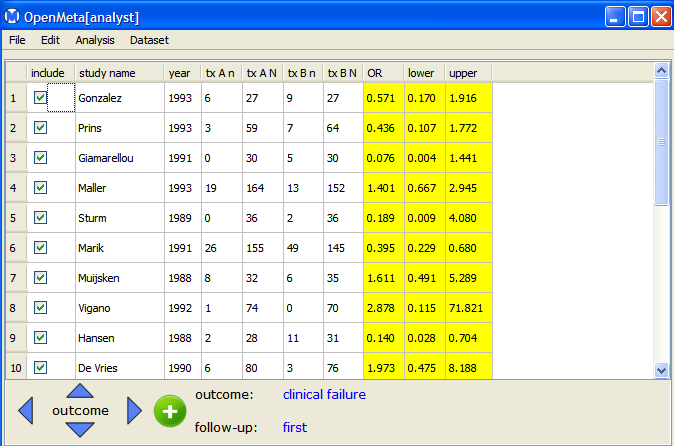 OpenMeta[analyst]
File Edit Analysis Dataset
include study name year tx A n tx A N tx B n tx B N OR lower upper
1 Gonzalez 1993 6 27 9 27 0.571 0.170 1.916
2 Prins 1993 3 59 7 64 0.436 0.107 1.772
3 Giamarellou 1991 0 30 5 30 0.076 0.004 1.441
4 Maller 1993 19 164 13 152 1.401 0.667 2.945
5 Sturm 1989 0 36 2 36 0.189 0.009 4.080
6 Marik 1991 26 155 49 145 0.395 0.229 0.680
7 Muijsken 1988 8 32 6 35 1.611 0.491 5.289
8 Vigano 1992 1 74 0 70 2.878 0.115 71.821
9 Hansen 1988 2 28 11 31 0.140 0.028 0.704
10 De Vries 1990 6 80 3 76 1.973 0.475 8.188
outcome
outcome: clinical failure
follow-up: first